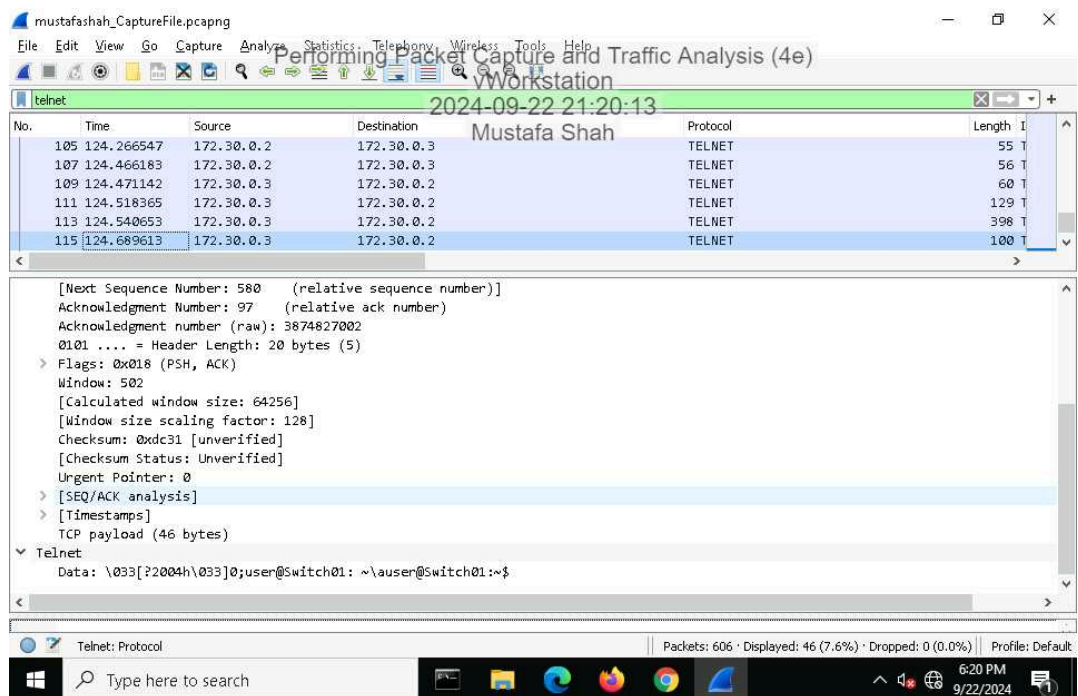 mustafashah_CaptureFile.pcapng
File Edit View Go Capture Analyze Statistics Telephony Wireless Tools Help
Performing Packet Capture and Traffic Analysis (4e)
vWorkstation
2024-09-22 21:20:13
Mustafa Shah
telnet
No. Time Source Destination Protocol Length I
105 124.266547 172.30.0.2 172.30.0.3 TELNET 55 T
107 124.466183 172.30.0.2 172.30.0.3 TELNET 56 T
109 124.471142 172.30.0.3 172.30.0.2 TELNET 60 T
111 124.518365 172.30.0.3 172.30.0.2 TELNET 129 T
113 124.540653 172.30.0.3 172.30.0.2 TELNET 398 T
115 124.689613 172.30.0.3 172.30.0.2 TELNET 100 T
[Next Sequence Number: 580 (relative sequence number)]
Acknowledgment Number: 97 (relative ack number)
Acknowledgment number (raw): 3874827002
0101 .... = Header Length: 20 bytes (5)
Flags: 0x018 (PSH, ACK)
Window: 502
[Calculated window size: 64256]
[Window size scaling factor: 128]
Checksum: 0xdc31 [unverified]
[Checksum Status: Unverified]
Urgent Pointer: 0
[SEQ/ACK analysis]
[Timestamps]
TCP payload (46 bytes)
Telnet
Data: \033[?2004h\033]0;user@Switch01: ~\auser@Switch01:~$
Telnet: Protocol
Packets: 606 · Displayed: 46 (7.6%) · Dropped: 0 (0.0%)
Profile: Default
Type here to search
6:20 PM
9/22/2024